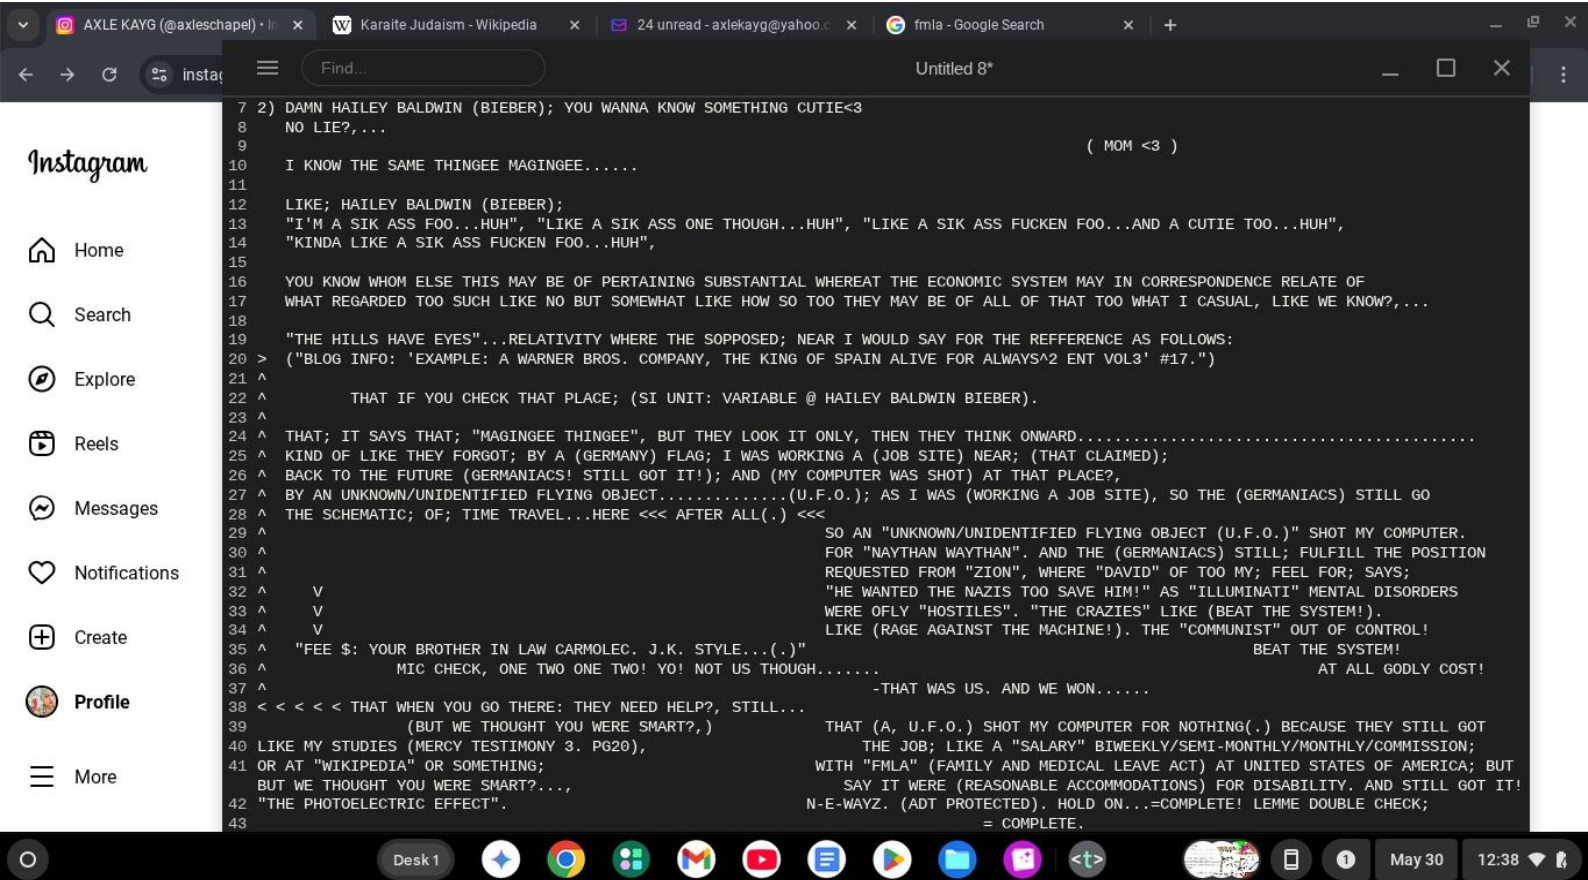 AXLE KAYG (@axleschapel) • In
Karaite Judaism - Wikipedia
24 unread - axlekayg@yahoo.c
fmla - Google Search
instag
Find...
Untitled 8*
Instagram
Home
Search
Explore
Reels
Messages
Notifications
Create
Profile
More
7 2) DAMN HAILEY BALDWIN (BIEBER); YOU WANNA KNOW SOMETHING CUTIE<3
8 NO LIE?,...
9 ( MOM <3 )
10 I KNOW THE SAME THINGEE MAGINGEE......
11
12 LIKE; HAILEY BALDWIN (BIEBER);
13 "I'M A SIK ASS FOO...HUH", "LIKE A SIK ASS ONE THOUGH...HUH", "LIKE A SIK ASS FUCKEN FOO...AND A CUTIE TOO...HUH",
14 "KINDA LIKE A SIK ASS FUCKEN FOO...HUH",
15
16 YOU KNOW WHOM ELSE THIS MAY BE OF PERTAINING SUBSTANTIAL WHEREAT THE ECONOMIC SYSTEM MAY IN CORRESPONDENCE RELATE OF
17 WHAT REGARDED TOO SUCH LIKE NO BUT SOMEWHAT LIKE HOW SO TOO THEY MAY BE OF ALL OF THAT TOO WHAT I CASUAL, LIKE WE KNOW?,...
18
19 "THE HILLS HAVE EYES"...RELATIVITY WHERE THE SOPPOSED; NEAR I WOULD SAY FOR THE REFFERENCE AS FOLLOWS:
20 > ("BLOG INFO: 'EXAMPLE: A WARNER BROS. COMPANY, THE KING OF SPAIN ALIVE FOR ALWAYS^2 ENT VOL3' #17.")
21 ^
22 ^ THAT IF YOU CHECK THAT PLACE; (SI UNIT: VARIABLE @ HAILEY BALDWIN BIEBER).
23 ^
24 ^ THAT; IT SAYS THAT; "MAGINGEE THINGEE", BUT THEY LOOK IT ONLY, THEN THEY THINK ONWARD...........................................
25 ^ KIND OF LIKE THEY FORGOT; BY A (GERMANY) FLAG; I WAS WORKING A (JOB SITE) NEAR; (THAT CLAIMED);
26 ^ BACK TO THE FUTURE (GERMANIACS! STILL GOT IT!); AND (MY COMPUTER WAS SHOT) AT THAT PLACE?,
27 ^ BY AN UNKNOWN/UNIDENTIFIED FLYING OBJECT..............(U.F.O.); AS I WAS (WORKING A JOB SITE), SO THE (GERMANIACS) STILL GO
28 ^ THE SCHEMATIC; OF; TIME TRAVEL...HERE <<< AFTER ALL(.) <<<
29 ^ SO AN "UNKNOWN/UNIDENTIFIED FLYING OBJECT (U.F.O.)" SHOT MY COMPUTER.
30 ^ FOR "NAYTHAN WAYTHAN". AND THE (GERMANIACS) STILL; FULFILL THE POSITION
31 ^ REQUESTED FROM "ZION", WHERE "DAVID" OF TOO MY; FEEL FOR; SAYS;
32 ^ V "HE WANTED THE NAZIS TOO SAVE HIM!" AS "ILLUMINATI" MENTAL DISORDERS
33 ^ V WERE OFLY "HOSTILES". "THE CRAZIES" LIKE (BEAT THE SYSTEM!).
34 ^ V LIKE (RAGE AGAINST THE MACHINE!). THE "COMMUNIST" OUT OF CONTROL!
35 ^ "FEE $: YOUR BROTHER IN LAW CARMOLEC. J.K. STYLE...(.)" BEAT THE SYSTEM!
36 ^ MIC CHECK, ONE TWO ONE TWO! YO! NOT US THOUGH....... AT ALL GODLY COST!
37 ^ -THAT WAS US. AND WE WON......
38 < < < < < THAT WHEN YOU GO THERE: THEY NEED HELP?, STILL...
39 (BUT WE THOUGHT YOU WERE SMART?,) THAT (A, U.F.O.) SHOT MY COMPUTER FOR NOTHING(.) BECAUSE THEY STILL GOT
40 LIKE MY STUDIES (MERCY TESTIMONY 3. PG20), THE JOB; LIKE A "SALARY" BIWEEKLY/SEMI-MONTHLY/MONTHLY/COMMISSION;
41 OR AT "WIKIPEDIA" OR SOMETHING; WITH "FMLA" (FAMILY AND MEDICAL LEAVE ACT) AT UNITED STATES OF AMERICA; BUT
BUT WE THOUGHT YOU WERE SMART?..., SAY IT WERE (REASONABLE ACCOMMODATIONS) FOR DISABILITY. AND STILL GOT IT!
42 "THE PHOTOELECTRIC EFFECT". N-E-WAYZ. (ADT PROTECTED). HOLD ON...=COMPLETE! LEMME DOUBLE CHECK;
43 = COMPLETE.
Desk 1
<t>
1
May 30
12:38